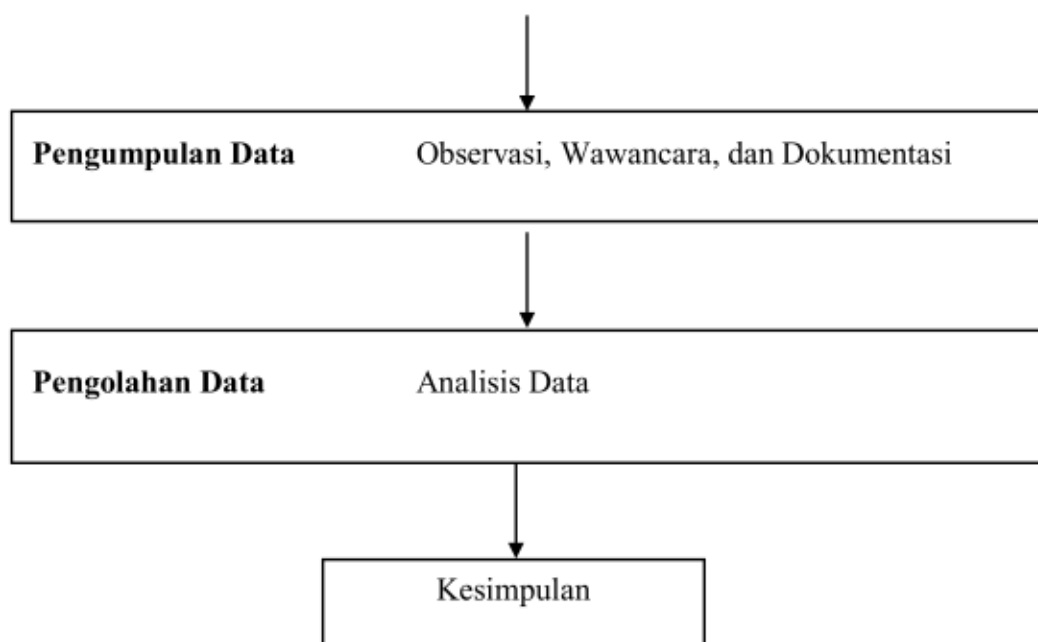 Pengumpulan Data Observasi, Wawancara, dan Dokumentasi
Pengolahan Data Analisis Data
Kesimpulan